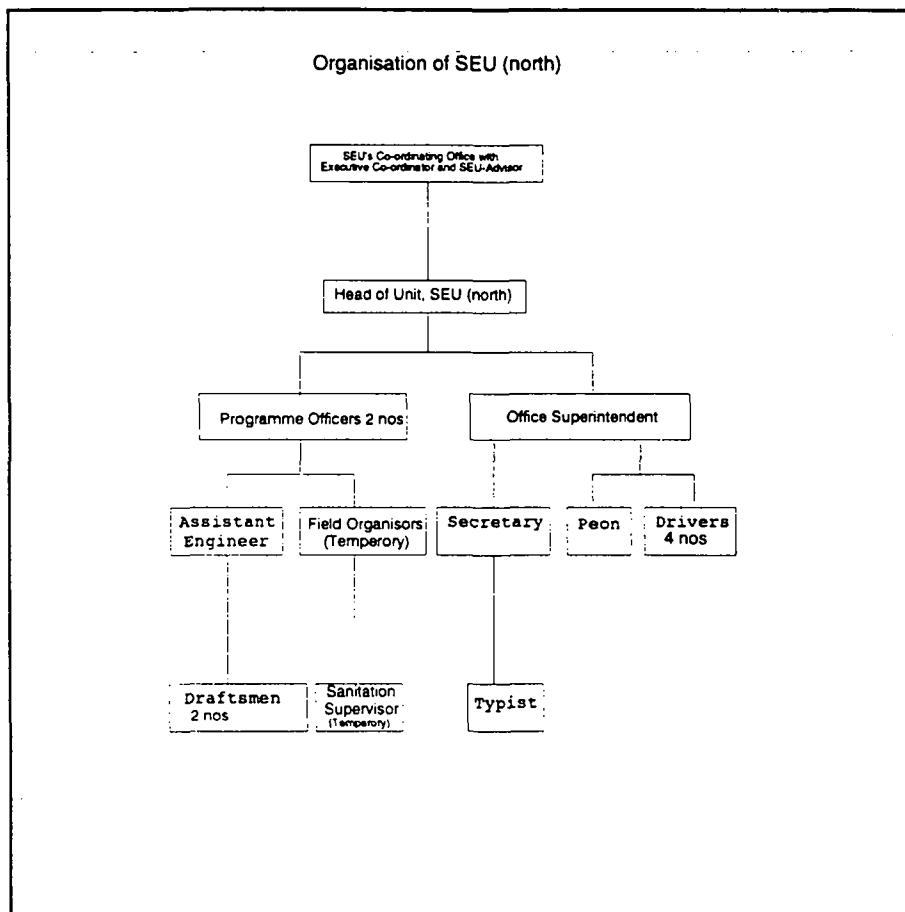 Organisation of SEU (north)
SEU's Co-ordinating Office with
Executive Co-ordinator and SEU-Advisor
Head of Unit, SEU (north)
Programme Officers 2 nos
Office Superintendent
Assistant
Engineer
Field Organisors
(Temperory)
Secretary
Peon
Drivers
4 nos
Draftsmen
2 nos
Sanitation
Supervisor
(Temperory)
Typist